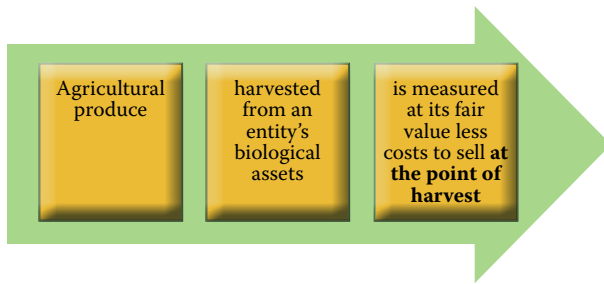 Agricultural
produce
harvested
from an
entity’s
biological
assets
is measured
at its fair
value less
costs to sell at
the point of
harvest